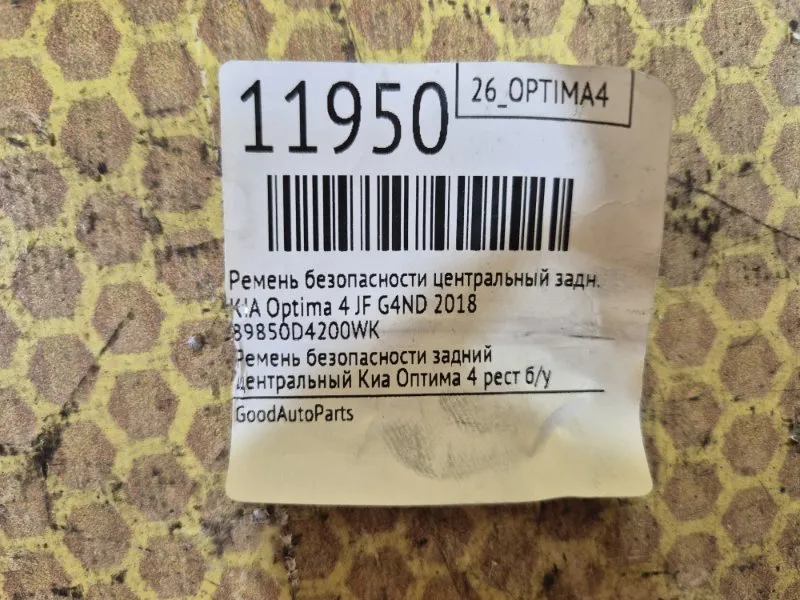 11950
26_OPTIMA4
Ремень безопасности центральный задн.
KIA Optima 4 JF G4ND 2018
89850D4200WK
Ремень безопасности задний
центральный Киа Оптима 4 рест б/у
GoodAutoParts